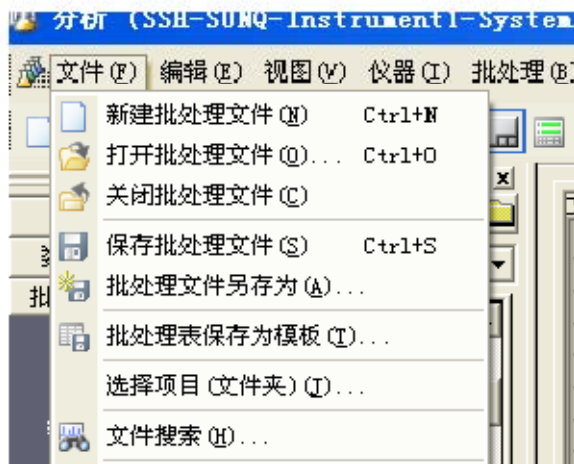 分析 (SSH-SUNQ-Instrument1-System
文件(F) 编辑(E) 视图(V) 仪器(I) 批处理(B)
新建批处理文件(N) Ctrl+N
打开批处理文件(O)... Ctrl+O
关闭批处理文件(C)
保存批处理文件(S) Ctrl+S
批处理文件另存为(A)...
批处理表保存为模板(T)...
选择项目(文件夹)(J)...
文件搜索(H)...